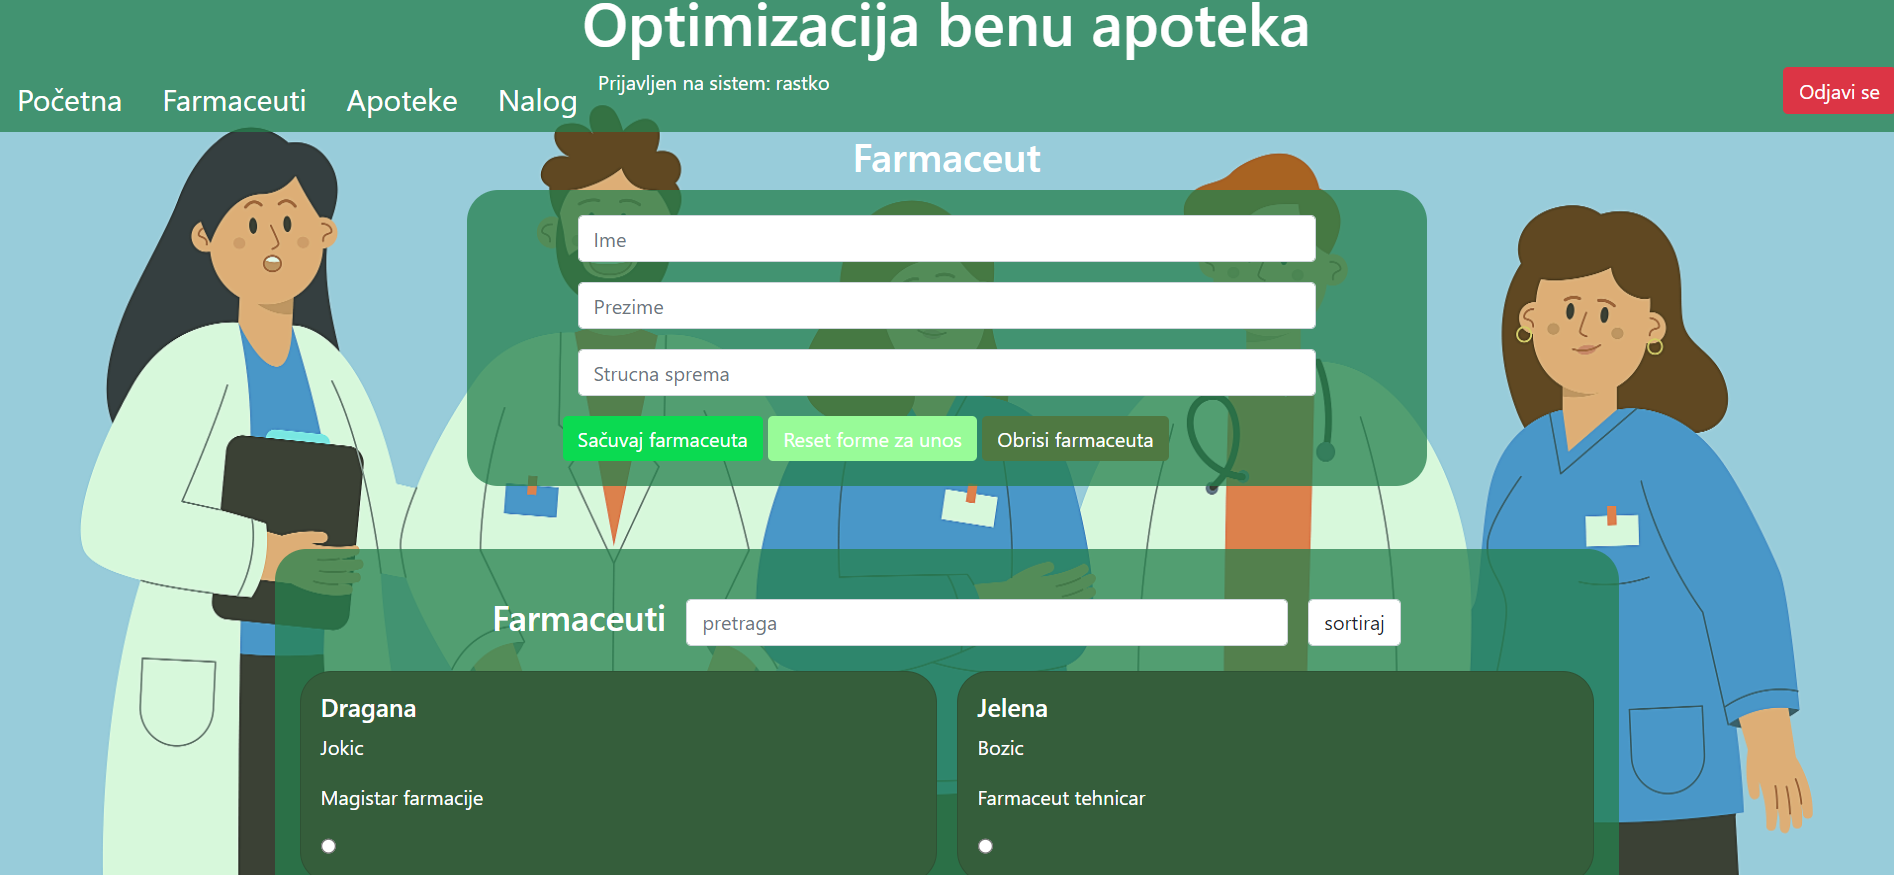 Optimizacija benu apoteka
Početna Farmaceuti Apoteke Nalog Prijavljen na sistem: rastko Odjavi se
Farmaceut
Ime
Prezime
Strucna sprema
Sačuvaj farmaceuta Reset forme za unos Obrisi farmaceuta
Farmaceuti pretraga sortiraj
Dragana
Jokic
Magistar farmacije
Jelena
Bozic
Farmaceut tehnicar